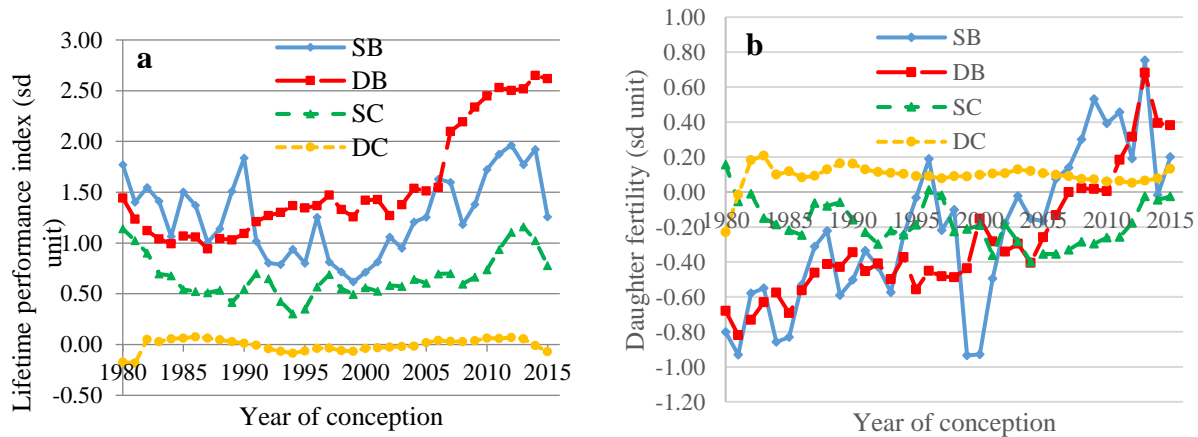 a
Lifetime performance index (sd
unit)
3.00
2.50
2.00
1.50
1.00
0.50
0.00
-0.50
SB
DB
SC
DC
1980 1985 1990 1995 2000 2005 2010 2015
Year of conception
b
Daughter fertility (sd unit)
1.00
0.80
0.60
0.40
0.20
0.00
-0.20
-0.40
-0.60
-0.80
-1.00
-1.20
SB
DB
SC
DC
1980 1985 1990 1995 2000 2005 2010 2015
Year of conception